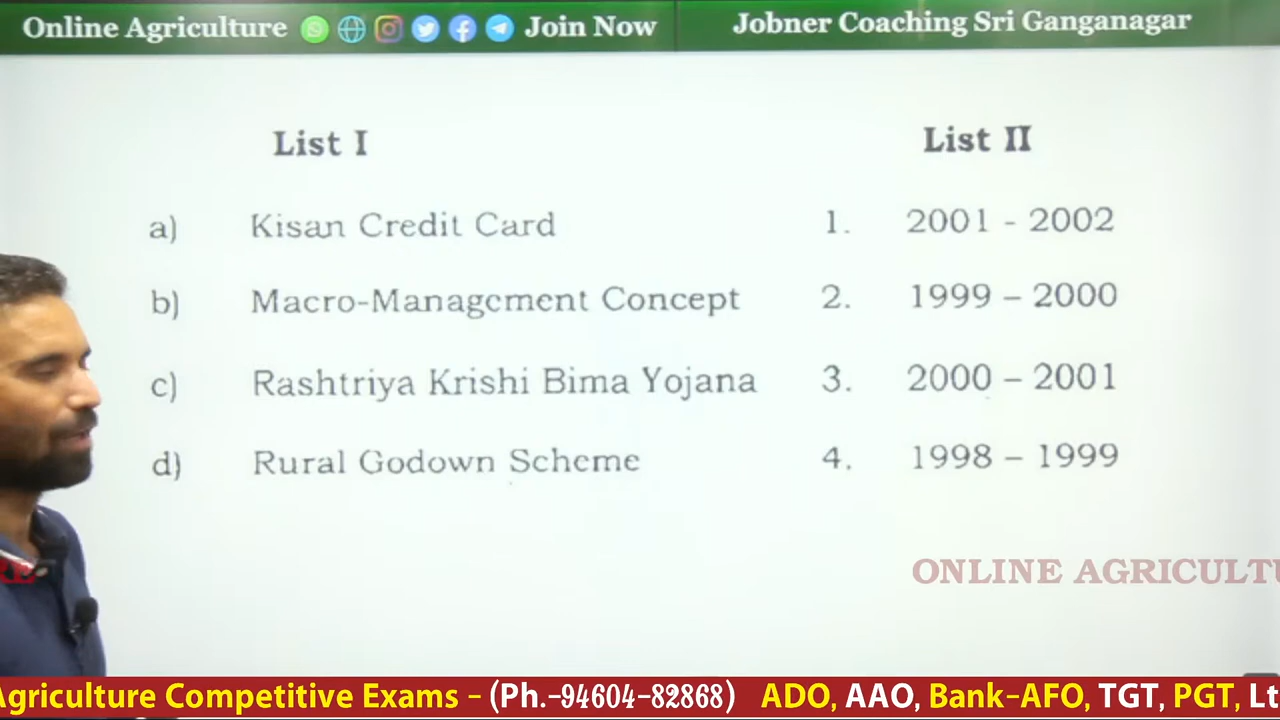 Online Agriculture Join Now Jobner Coaching Sri Ganganagar
List I List II
a) Kisan Credit Card 1. 2001 - 2002
b) Macro-Management Concept 2. 1999 – 2000
c) Rashtriya Krishi Bima Yojana 3. 2000 – 2001
d) Rural Godown Scheme 4. 1998 – 1999
ONLINE AGRICULTU
Agriculture Competitive Exams - (Ph.-94604-82868) ADO, AAO, Bank-AFO, TGT, PGT, Lt